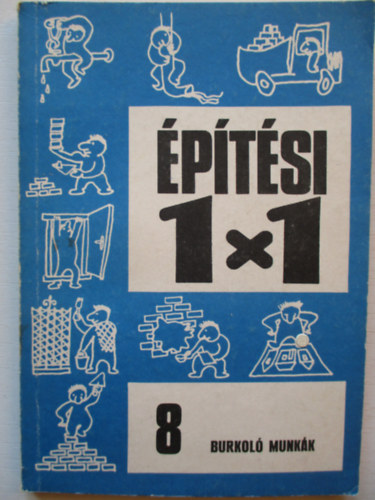 ÉPÍTÉSI
1×1
8
BURKOLÓ MUNKÁK